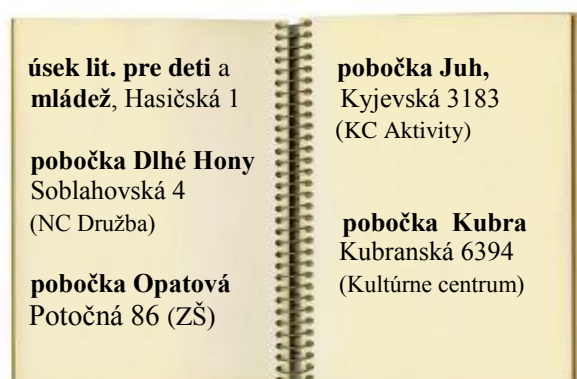 úsek lit. pre deti a
mládež, Hasičská 1
pobočka Dlhé Hony
Soblahovská 4
(NC Družba)
pobočka Opatová
Potočná 86 (ZŠ)
pobočka Juh,
Kyjevská 3183
(KC Aktivity)
pobočka Kubra
Kubranská 6394
(Kultúrne centrum)